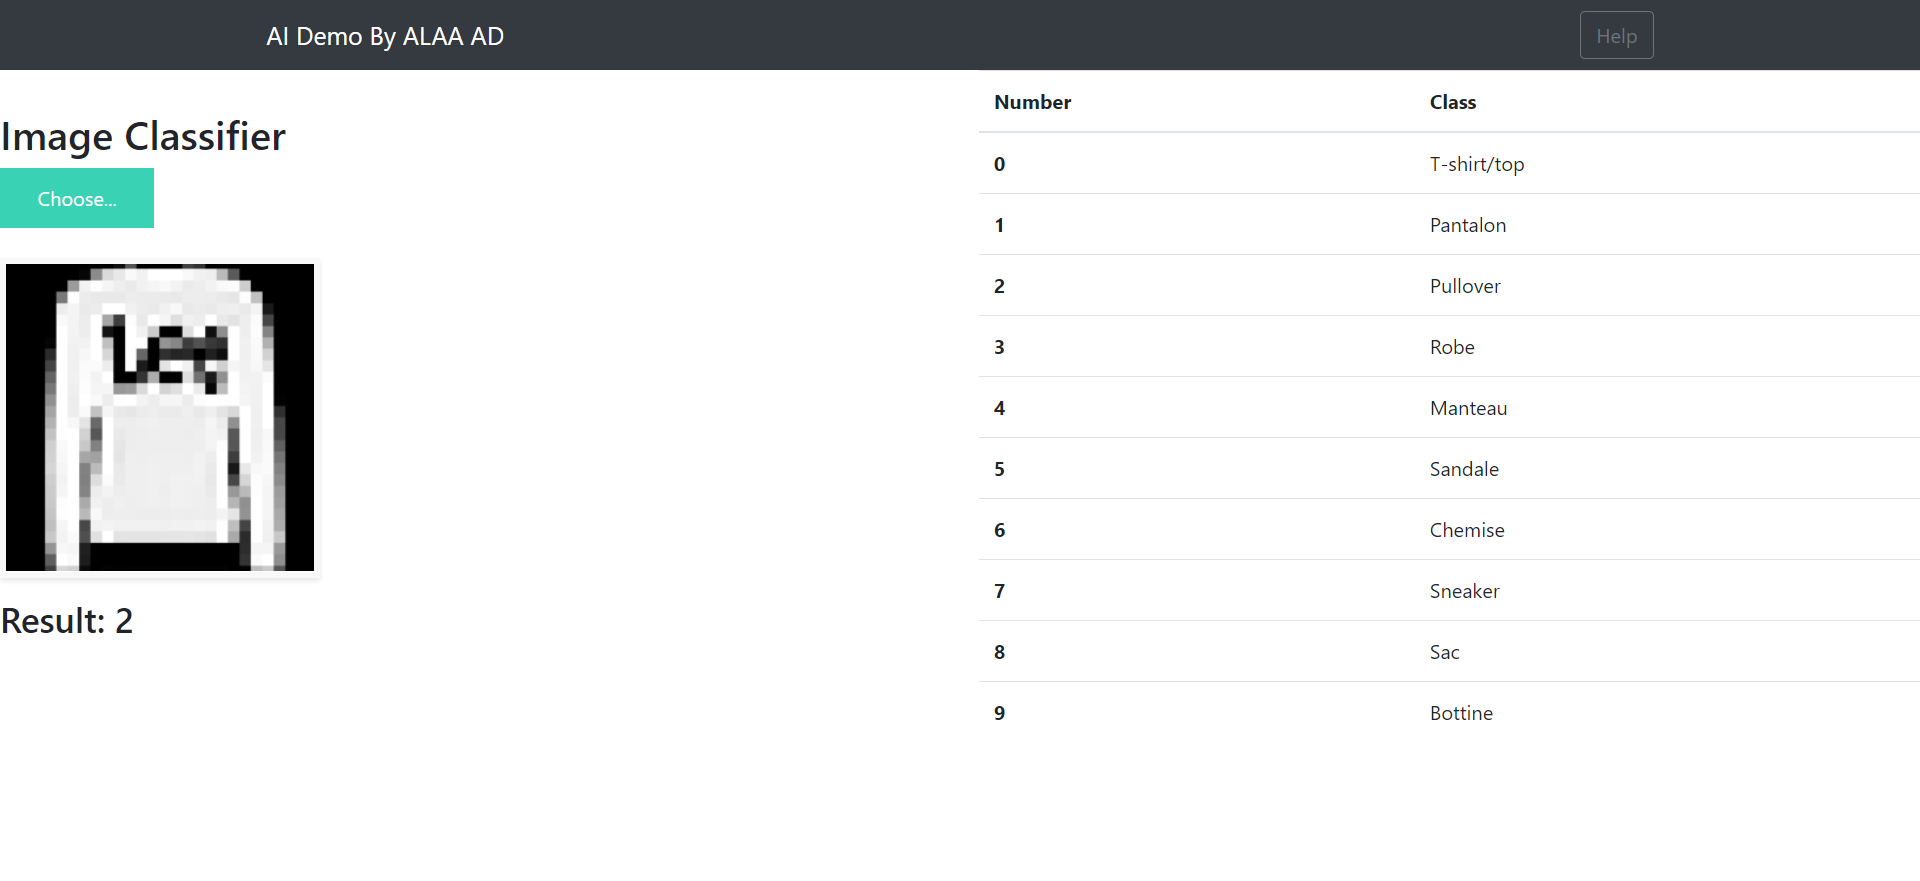 AI Demo By ALAA AD
Help
Image Classifier
Choose...
Result: 2
Number Class
0 T-shirt/top
1 Pantalon
2 Pullover
3 Robe
4 Manteau
5 Sandale
6 Chemise
7 Sneaker
8 Sac
9 Bottine